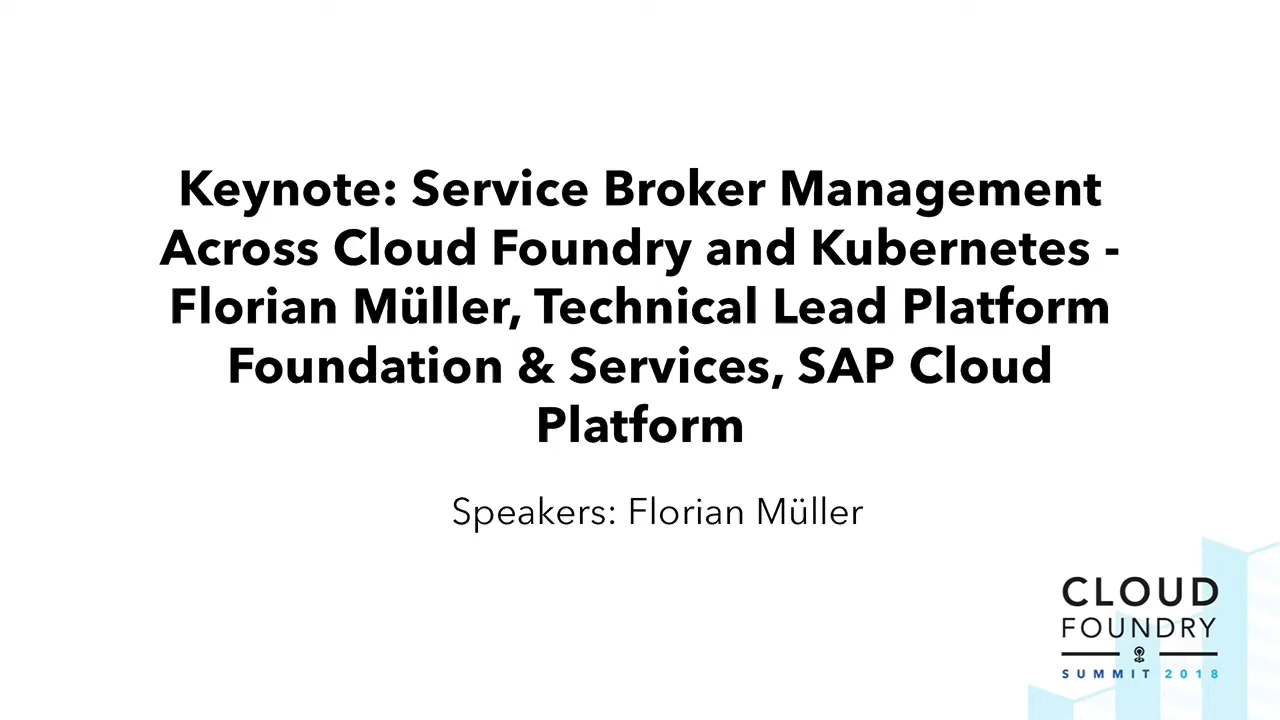 Keynote: Service Broker Management
Across Cloud Foundry and Kubernetes -
Florian Müller, Technical Lead Platform
Foundation & Services, SAP Cloud
Platform
Speakers: Florian Müller
CLOUD
FOUNDRY
SUMMIT 2018